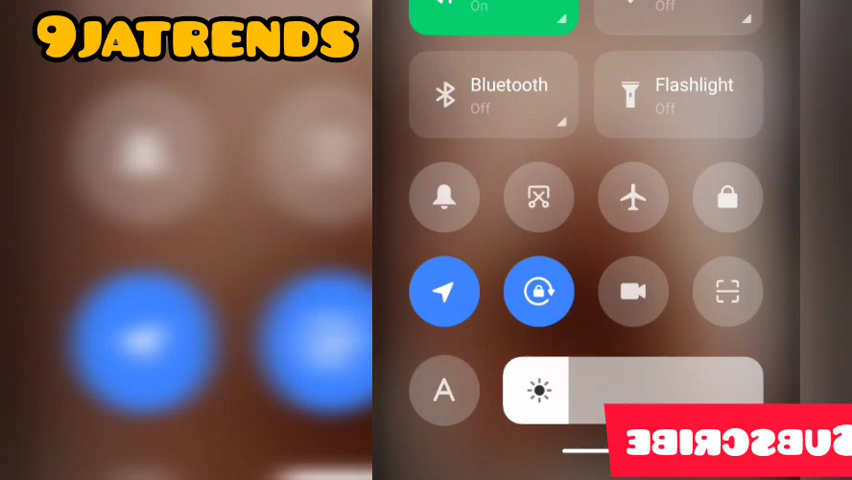 9JATRENDS
On
Off
Bluetooth
Off
Flashlight
Off
A
SUBSCRIBE